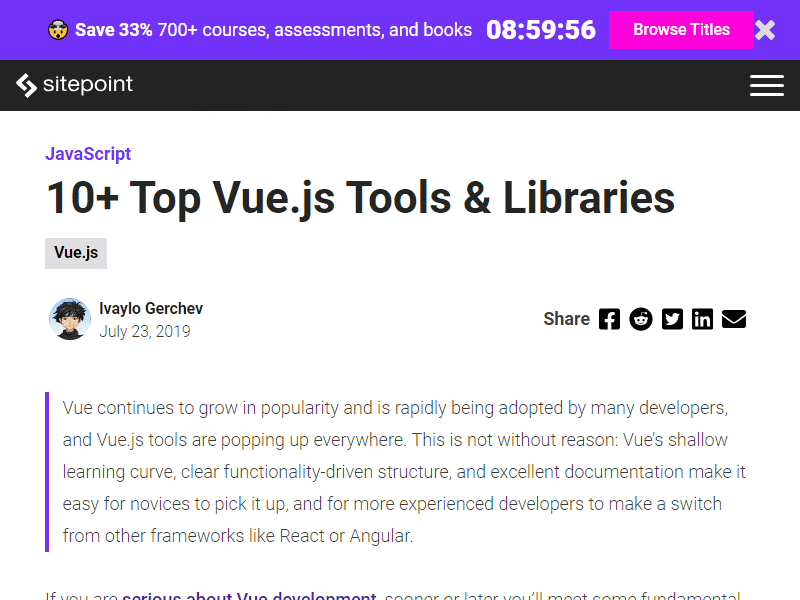 Save 33% 700+ courses, assessments, and books 08:59:56 Browse Titles
sitepoint
JavaScript
10+ Top Vue.js Tools & Libraries
Vue.js
Ivaylo Gerchev
July 23, 2019
Share
Vue continues to grow in popularity and is rapidly being adopted by many developers,
and Vue.js tools are popping up everywhere. This is not without reason: Vue's shallow
learning curve, clear functionality-driven structure, and excellent documentation make it
easy for novices to pick it up, and for more experienced developers to make a switch
from other frameworks like React or Angular.
If you are serious about Vue development, sooner or later you'll meet some fundamental